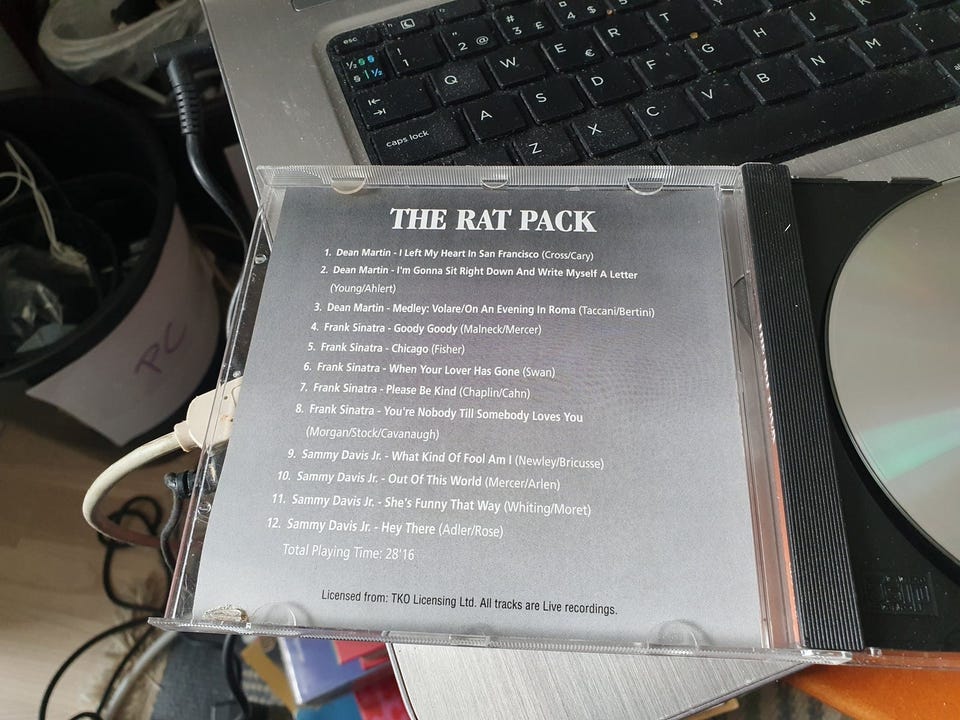 esc
! 1
" 2 @
# 3 £
¤ 4 $
Q W E € R T Y
caps lock A S D F G H J K
Z X C V B N M
PC
THE RAT PACK
1. Dean Martin - I Left My Heart In San Francisco (Cross/Cary)
2. Dean Martin - I'm Gonna Sit Right Down And Write Myself A Letter
(Young/Ahlert)
3. Dean Martin - Medley: Volare/On An Evening In Roma (Taccani/Bertini)
4. Frank Sinatra - Goody Goody (Malneck/Mercer)
5. Frank Sinatra - Chicago (Fisher)
6. Frank Sinatra - When Your Lover Has Gone (Swan)
7. Frank Sinatra - Please Be Kind (Chaplin/Cahn)
8. Frank Sinatra - You're Nobody Till Somebody Loves You
(Morgan/Stock/Cavanaugh)
9. Sammy Davis Jr. - What Kind Of Fool Am I (Newley/Bricusse)
10. Sammy Davis Jr. - Out Of This World (Mercer/Arlen)
11. Sammy Davis Jr. - She's Funny That Way (Whiting/Moret)
12. Sammy Davis Jr. - Hey There (Adler/Rose)
Total Playing Time: 28'16
Licensed from: TKO Licensing Ltd. All tracks are Live recordings.